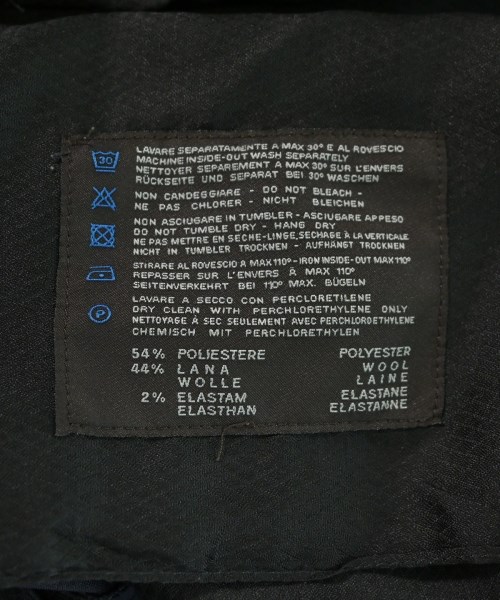 30
LAVARE SEPARATAMENTE A MAX 30° E AL ROVESCIO
MACHINE INSIDE-OUT WASH SEPARATELY
NETTOYER SEPAREMENT A MAX 30° SUR L'ENVERS
RÜCKSEITE UND SEPARAT BEI 30° WASCHEN
NON CANDEGGIARE - DO NOT BLEACH -
NE PAS CHLORER - NICHT BLEICHEN
NON ASCIUGARE IN TUMBLER - ASCIUGARE APPESO
DO NOT TUMBLE DRY - HANG DRY
NE PAS METTRE EN SECHE-LINGE, SECHAGE À LA VERTICALE
NICHT IN TUMBLER TROCKNEN - AUFHÄNGT TROCKNEN
STIRARE AL ROVESCIO A MAX 110° - IRON INSIDE-OUT MAX 110°
REPASSER SUR L'ENVERS À MAX 110°
SEITENVERKEHRT BEI 110° MAX. BÜGELN
P
LAVARE A SECCO CON PERCLORETILENE
DRY CLEAN WITH PERCHLORETHYLENE ONLY
NETTOYAGE À SEC SEULEMENT AVEC PERCHLOROETHYLENE
CHEMISCH MIT PERCHLORETHYLEN
54% POLIESTERE POLYESTER
44% LANA WOOL
WOLLE LAINE
2% ELASTAM ELASTANE
ELASTHAN ELASTANNE